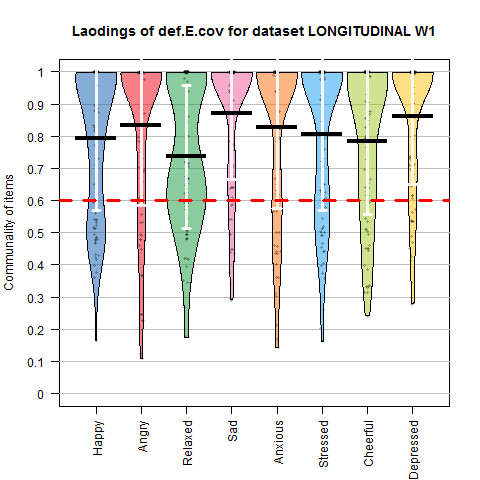 Laodings of def.E.cov for dataset LONGITUDINAL W1
Communality of items
1
0.9
0.8
0.7
0.6
0.5
0.4
0.3
0.2
0.1
0
Happy
Angry
Relaxed
Sad
Anxious
Stressed
Cheerful
Depressed